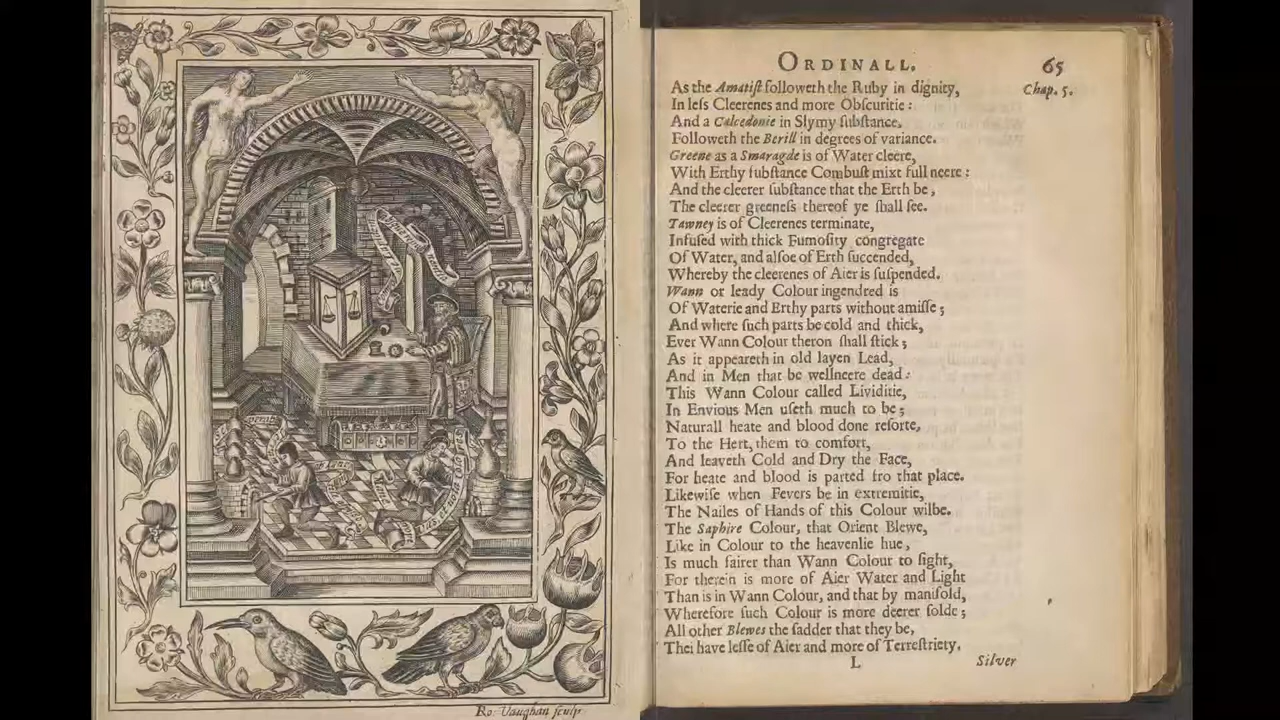 Ro: Vaughan sculp.
ORDINALL.
65
As the Amatiſt followeth the Ruby in dignity,
Chap. 5.
In leſs Cleerenes and more Obſcuritie:
And a Calcedonie in Slymy ſubſtance,
Followeth the Berill in degrees of variance.
Greene as a Smaragde is of Water cleere,
With Erthy ſubſtance Combuſt mixt full neere:
And the cleerer ſubſtance that the Erth be,
The cleerer greeneſs thereof ye ſhall ſee.
Tawney is of Cleerenes terminate,
Infuſed with thick Fumoſity congregate
Of Water, and alſoe of Erth ſuccended,
Whereby the cleerenes of Aier is ſuſpended.
Wann or leady Colour ingendred is
Of Waterie and Erthy parts without amiſſe;
And where ſuch parts be cold and thick,
Ever Wann Colour theron ſhall ſtick;
As it appeareth in old layen Lead,
And in Men that be wellneere dead:
This Wann Colour called Lividitie,
In Envious Men uſeth much to be;
Naturall heate and blood done reſorte,
To the Hert, them to comfort,
And leaveth Cold and Dry the Face,
For heate and blood is parted fro that place.
Likewiſe when Fevers be in extremitie,
The Nailes of Hands of this Colour wilbe.
The Saphire Colour, that Orient Blewe,
Like in Colour to the heavenlie hue,
Is much fairer than Wann Colour to ſight,
For therein is more of Aier Water and Light
Than is in Wann Colour, and that by manifold,
Wherefore ſuch Colour is more deerer ſolde;
All other Blewes the ſadder that they be,
Thei have leſſe of Aier and more of Terreſtriety.
L
Silver